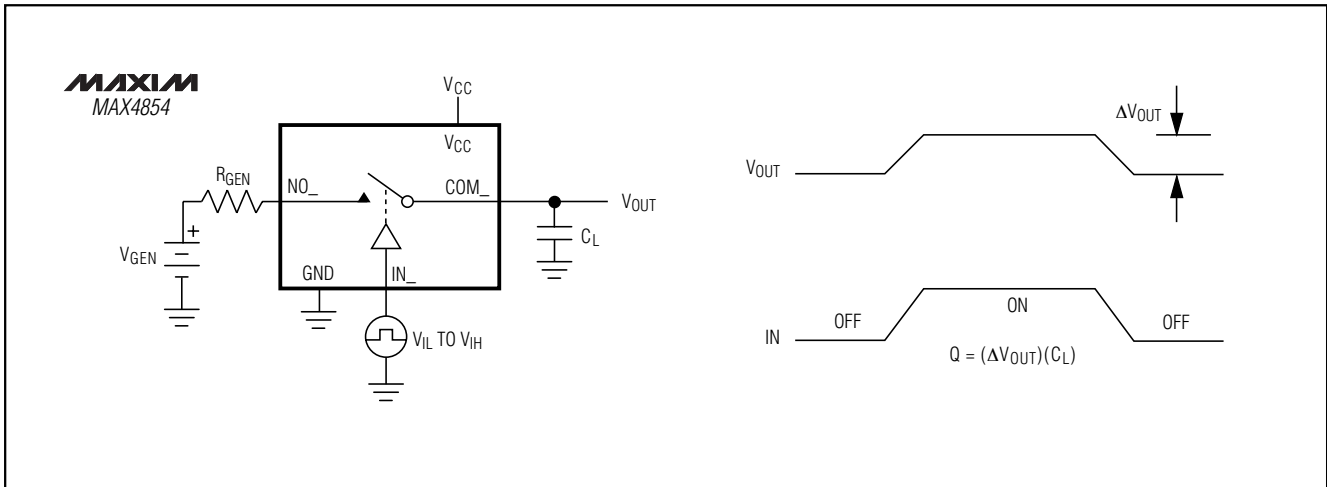 MAXIM
MAX4854
VCC
VCC
RGEN
NO_
COM_
VOUT
CL
+
VGEN
GND
IN_
VIL TO VIH
ΔVOUT
VOUT
IN
OFF
ON
OFF
Q = (ΔVOUT)(CL)